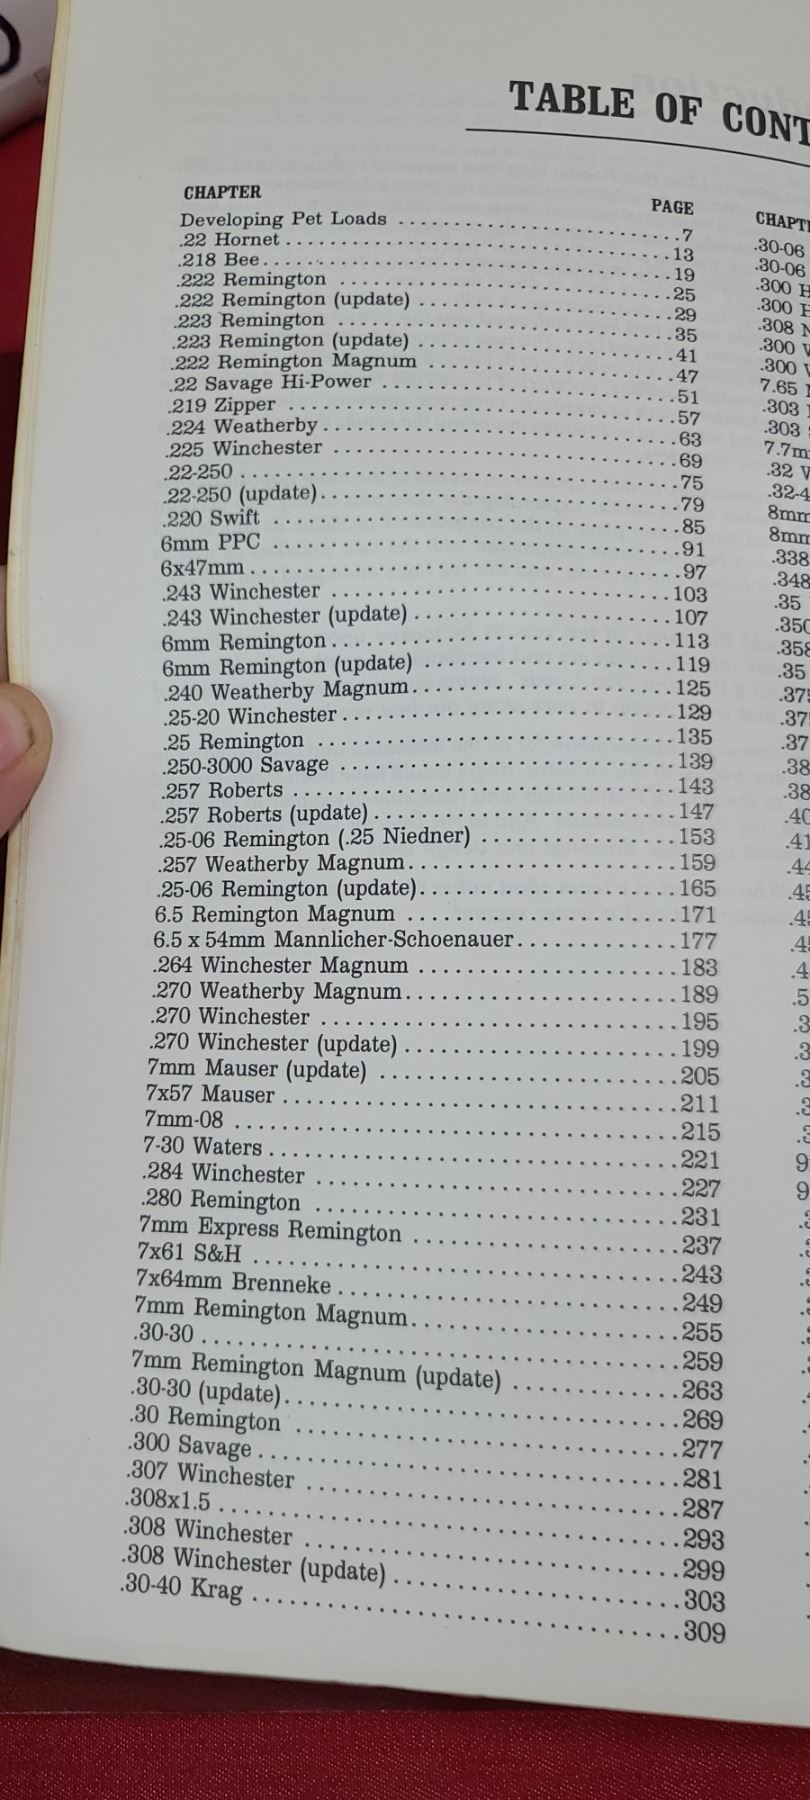 TABLE OF
CHAPTER PAGE
Developing Pet Loads ........................7
.22 Hornet ........................13
.218 Bee ........................19
.222 Remington ........................25
.222 Remington (update) ........................29
.223 Remington ........................35
.223 Remington (update) ........................41
.222 Remington Magnum ........................47
.22 Savage Hi-Power ........................51
.219 Zipper ........................57
.224 Weatherby ........................63
.225 Winchester ........................69
.22-250 ........................75
.22-250 (update) ........................79
.220 Swift ........................85
6mm PPC ........................91
6x47mm ........................97
.243 Winchester ........................103
.243 Winchester (update) ........................107
6mm Remington ........................113
6mm Remington (update) ........................119
.240 Weatherby Magnum ........................125
.25-20 Winchester ........................129
.25 Remington ........................135
.250-3000 Savage ........................139
.257 Roberts ........................143
.257 Roberts (update) ........................147
.25-06 Remington (.25 Niedner) ........................153
.257 Weatherby Magnum ........................159
.25-06 Remington (update) ........................165
6.5 Remington Magnum ........................171
6.5 x 54mm Mannlicher-Schoenauer ........................177
.264 Winchester Magnum ........................183
.270 Weatherby Magnum ........................189
.270 Winchester ........................195
.270 Winchester (update) ........................199
7mm Mauser (update) ........................205
7x57 Mauser ........................211
7mm-08 ........................215
7-30 Waters ........................221
.284 Winchester ........................227
.280 Remington ........................231
7mm Express Remington ........................237
7x61 S&H ........................243
7x64mm Brenneke ........................249
7mm Remington Magnum ........................255
.30-30 ........................259
7mm Remington Magnum (update) ........................263
.30-30 (update) ........................269
.30 Remington ........................277
.300 Savage ........................281
.307 Winchester ........................287
.308x1.5 ........................293
.308 Winchester ........................299
.308 Winchester (update) ........................303
.30-40 Krag ........................309
.30-06
.30-06
.300
.300
.308
.300
.300
7.65
.303
.303
.32
8mm
8mm
.338
.348
.35
.35